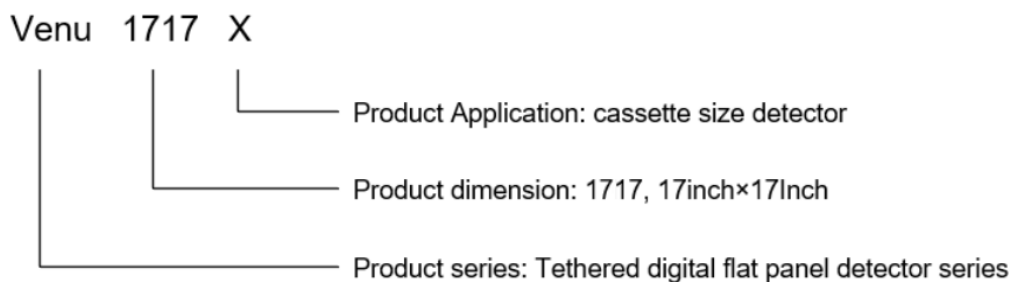 Venu 1717 X
Product Application: cassette size detector
Product dimension: 1717, 17inch×17Inch
Product series: Tethered digital flat panel detector series